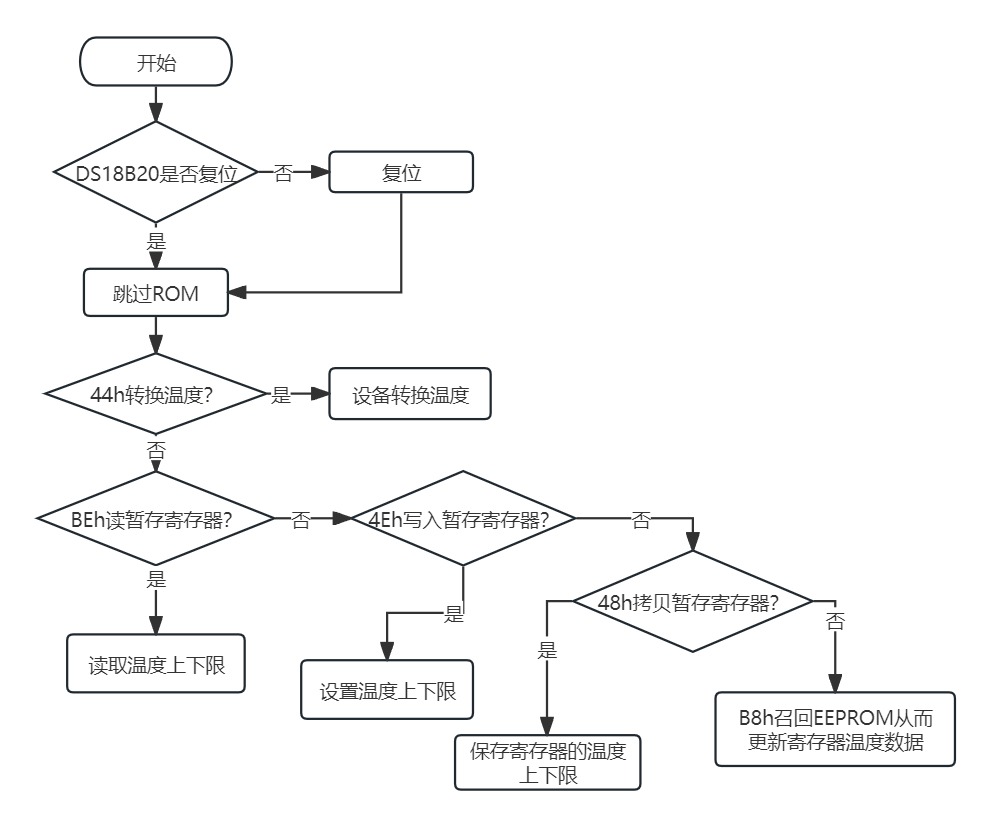 开始
DS18B20是否复位
否
复位
是
跳过ROM
44h转换温度?
是
设备转换温度
否
BEh读暂存寄存器?
否
4Eh写入暂存寄存器?
否
是
是
48h拷贝暂存寄存器?
否
是
读取温度上下限
设置温度上下限
B8h召回EEPROM从而
更新寄存器温度数据
保存寄存器的温度
上下限